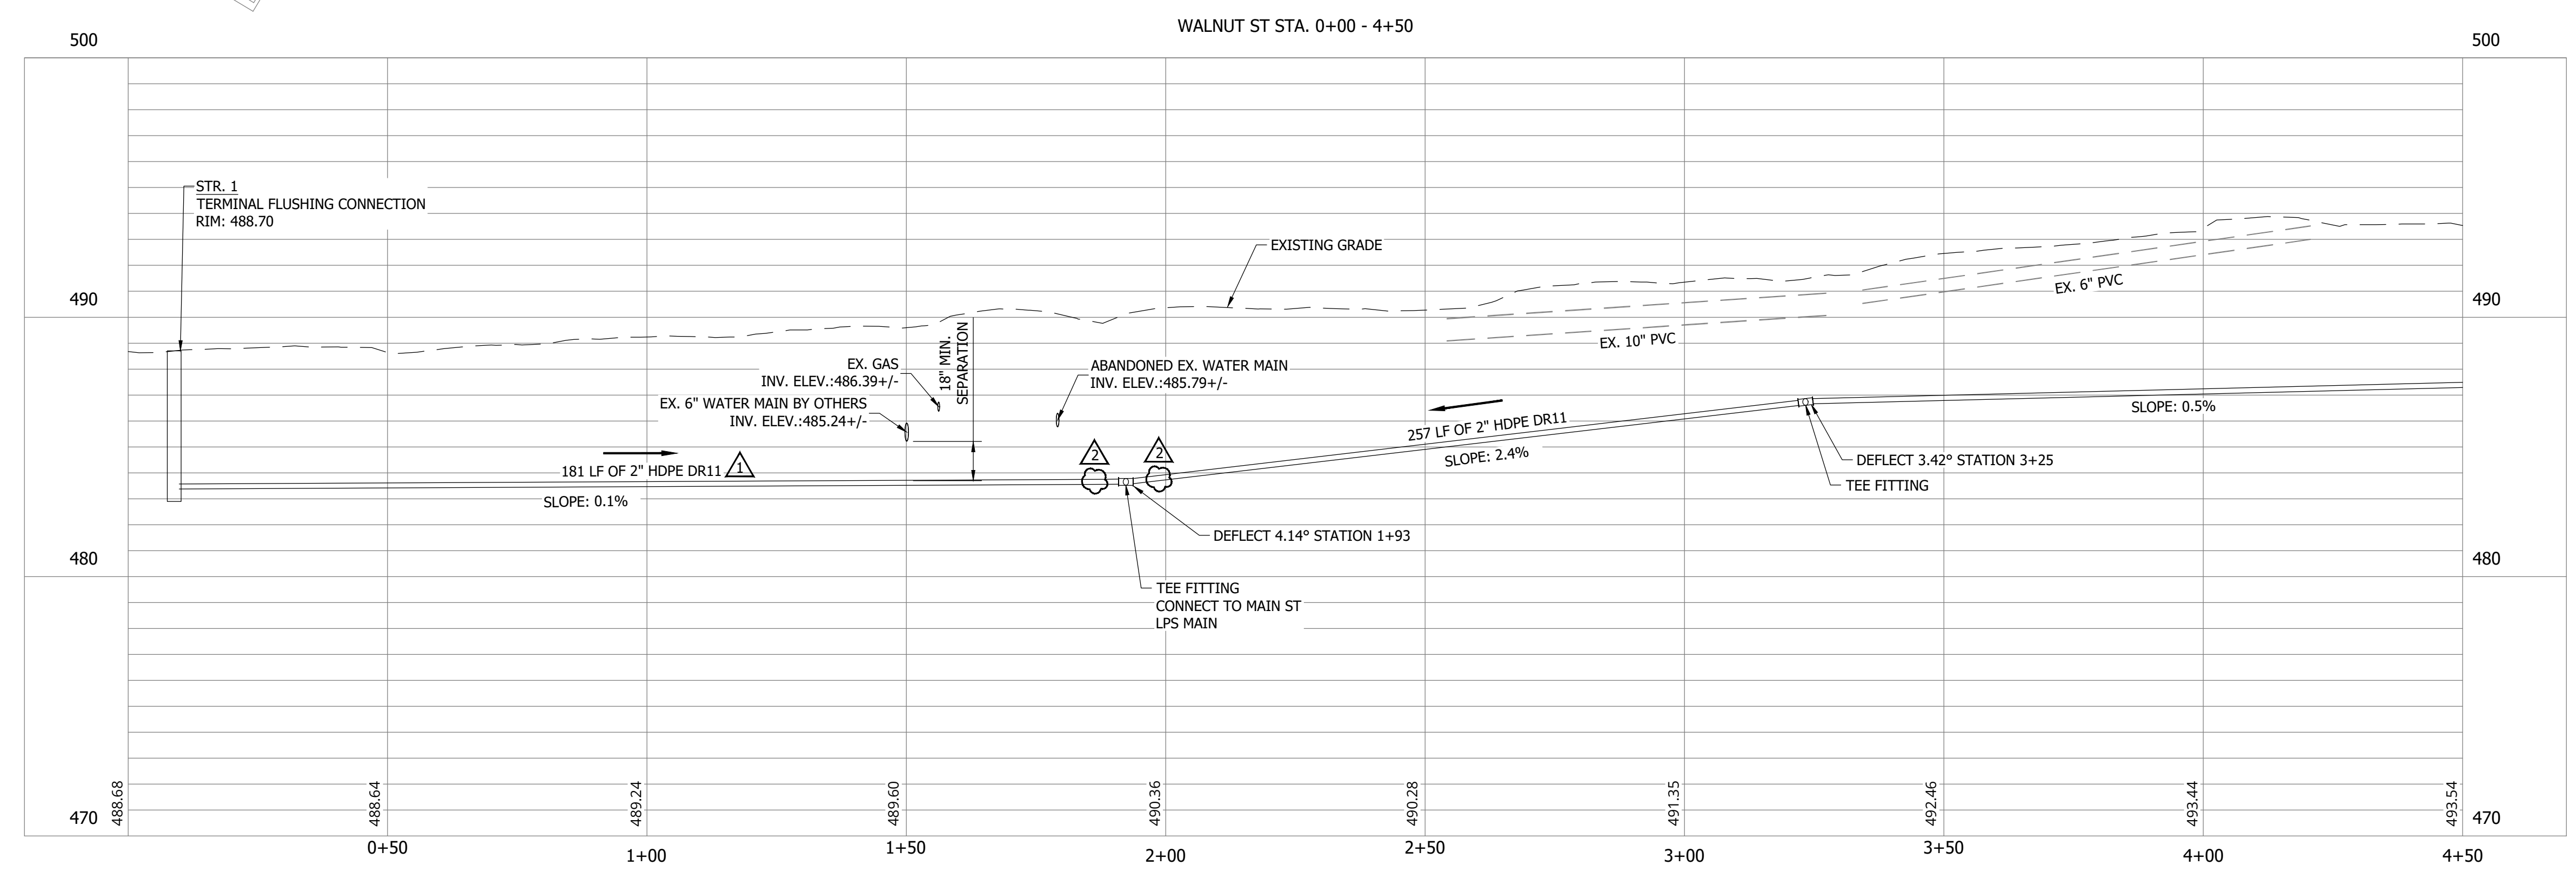 WALNUT ST STA. 0+00 - 4+50
500
500
STR. 1
TERMINAL FLUSHING CONNECTION
RIM: 488.70
EXISTING GRADE
490
490
EX. 6" PVC
EX. 10" PVC
18" MIN.
SEPARATION
EX. GAS
INV. ELEV.:486.39+/-
ABANDONED EX. WATER MAIN
INV. ELEV.:485.79+/-
EX. 6" WATER MAIN BY OTHERS
INV. ELEV.:485.24+/-
257 LF OF 2" HDPE DR11
SLOPE: 2.4%
SLOPE: 0.5%
181 LF OF 2" HDPE DR11
1
2
2
SLOPE: 0.1%
DEFLECT 3.42° STATION 3+25
TEE FITTING
DEFLECT 4.14° STATION 1+93
480
480
TEE FITTING
CONNECT TO MAIN ST
LPS MAIN
470
488.68
488.64
489.24
489.60
490.36
490.28
491.35
492.46
493.44
493.54
470
0+50
1+00
1+50
2+00
2+50
3+00
3+50
4+00
4+50